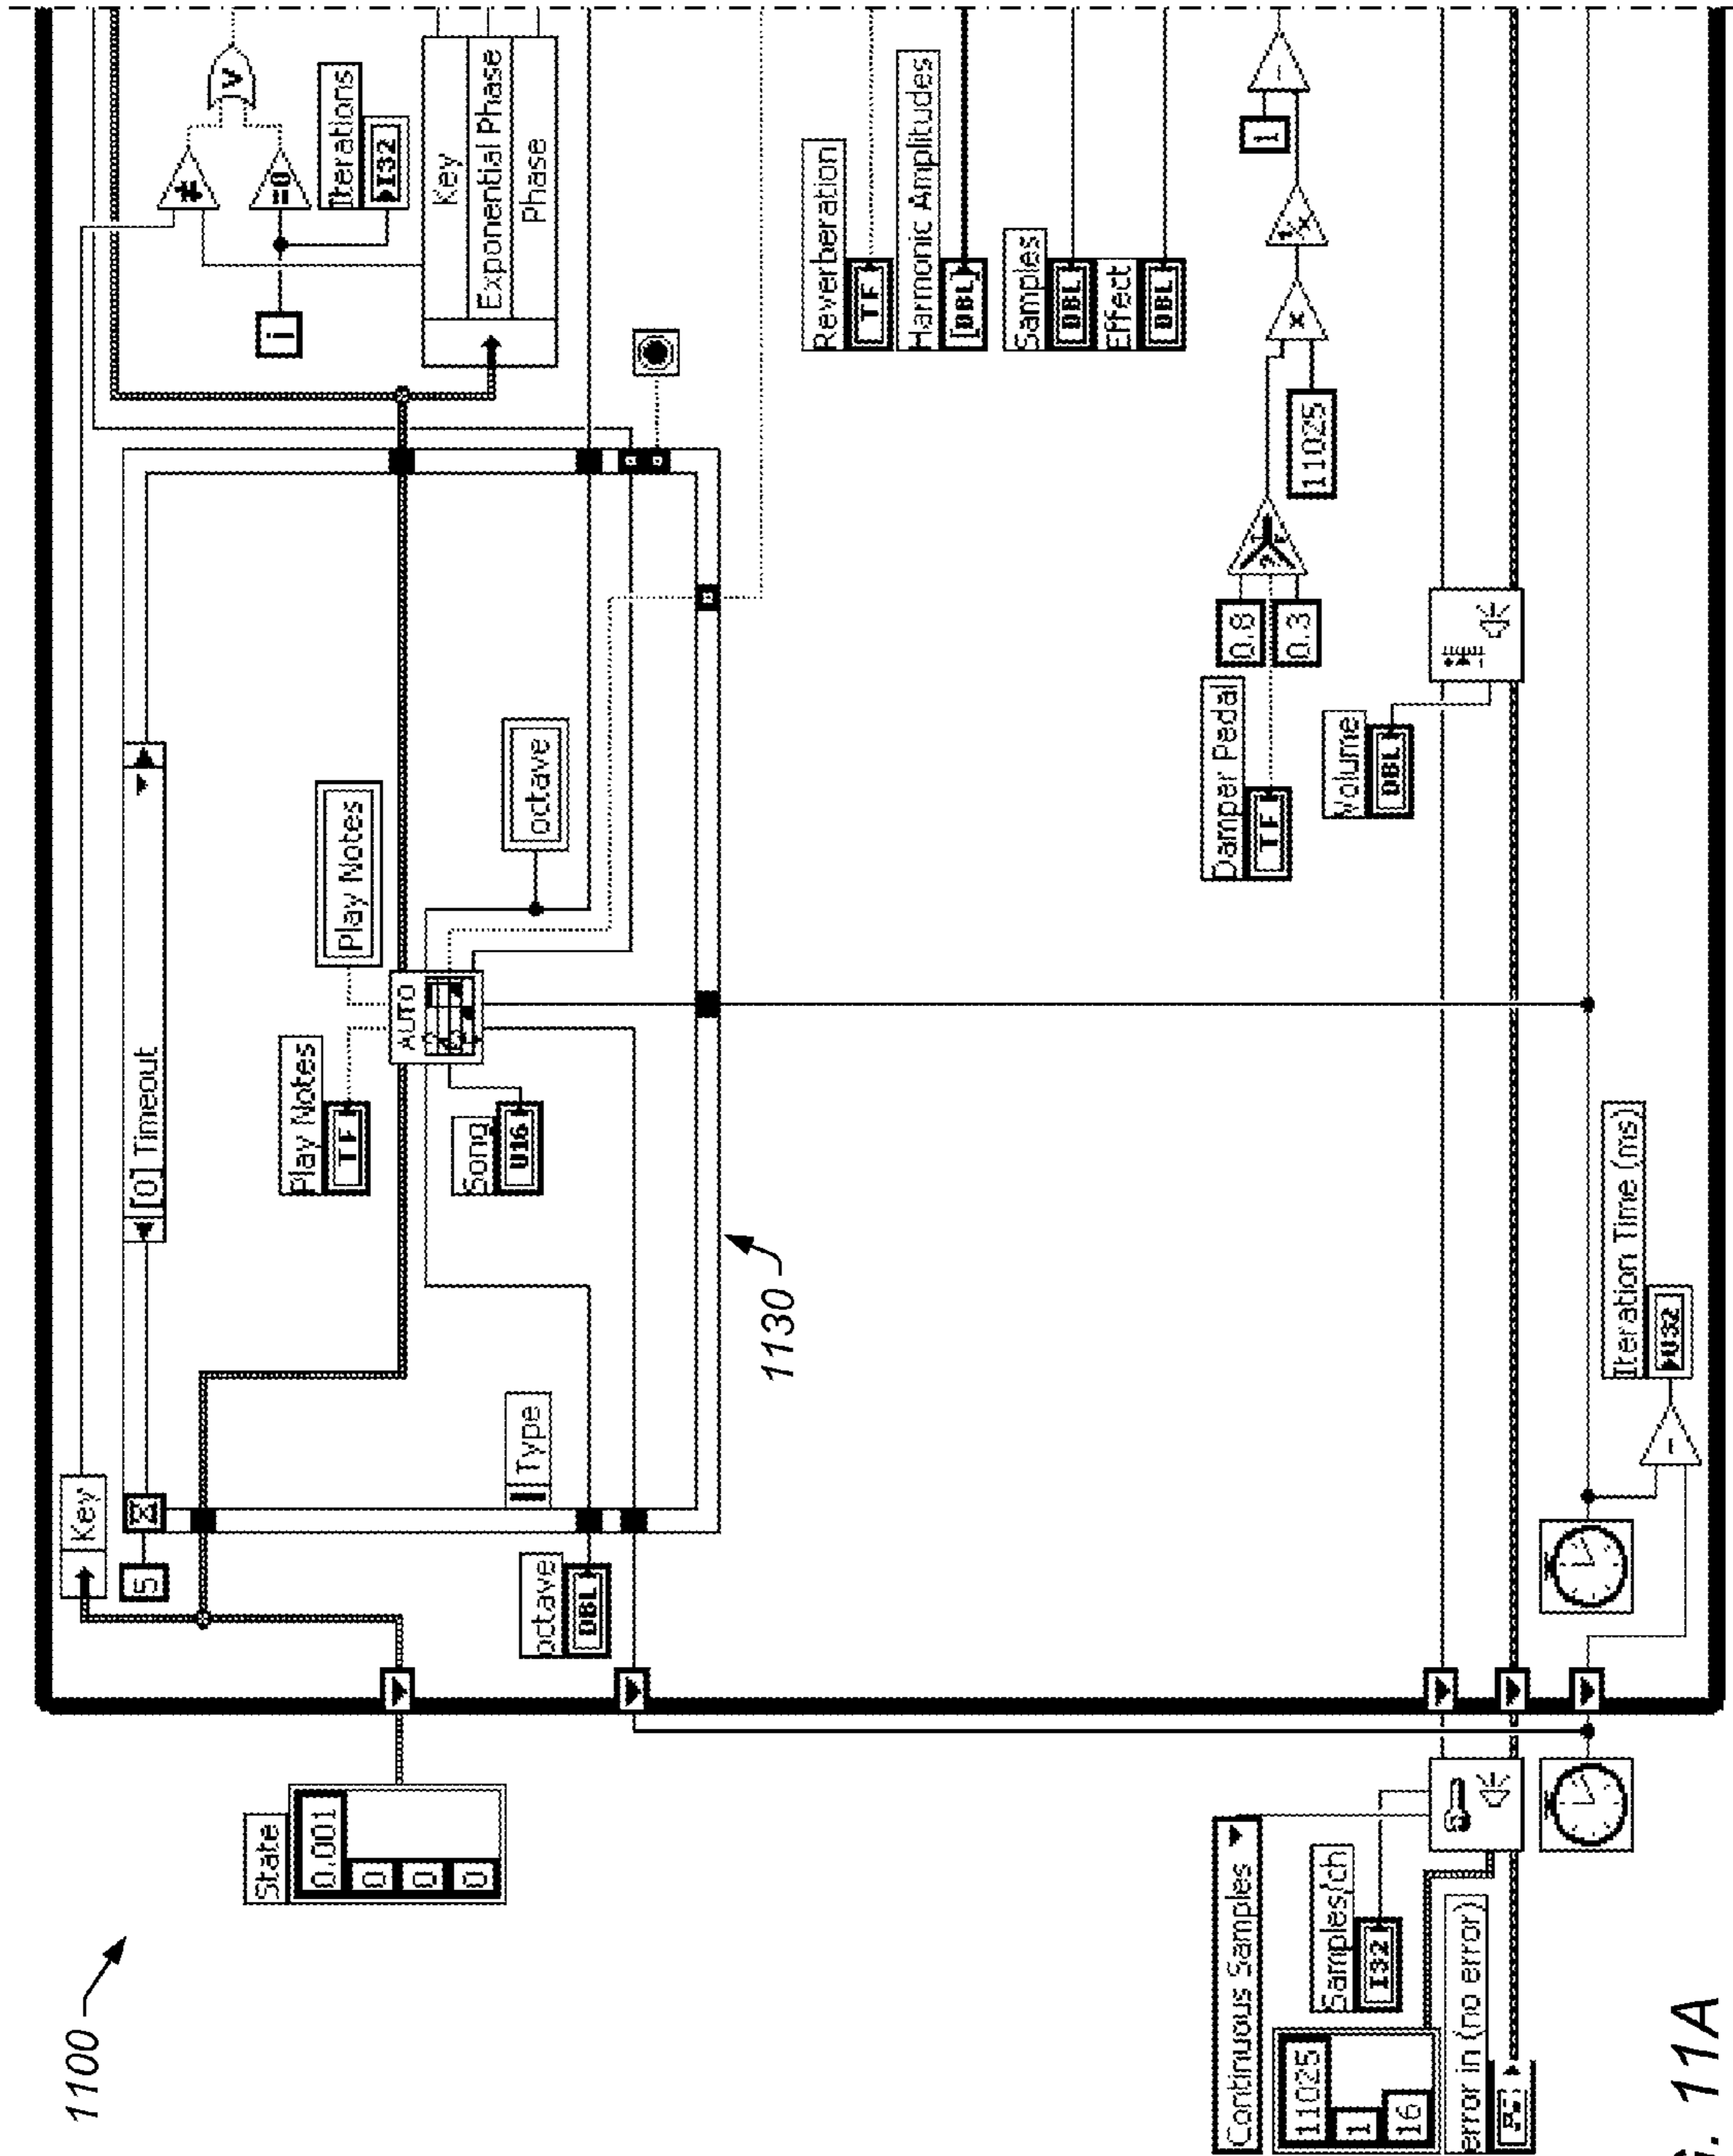 1100
State
0.001
0
0
0
Continuous Samples
Samples/ch
I32
11025
1
16
error in (no error)
Key
5
[0] Timeout
octave
DBL
Type
Play Notes
TF
Song
U16
AUTO
Play Notes
octave
1130
Iteration Time (ms)
U32
Damper Pedal
TF
0.8
0.3
Volume
DBL
11025
x
1
-
-
i
≠
=0
V
Iterations
I32
Key
Exponential Phase
Phase
Reverberation
TF
Harmonic Amplitudes
[DBL]
Samples
DBL
Effect
DBL
11A